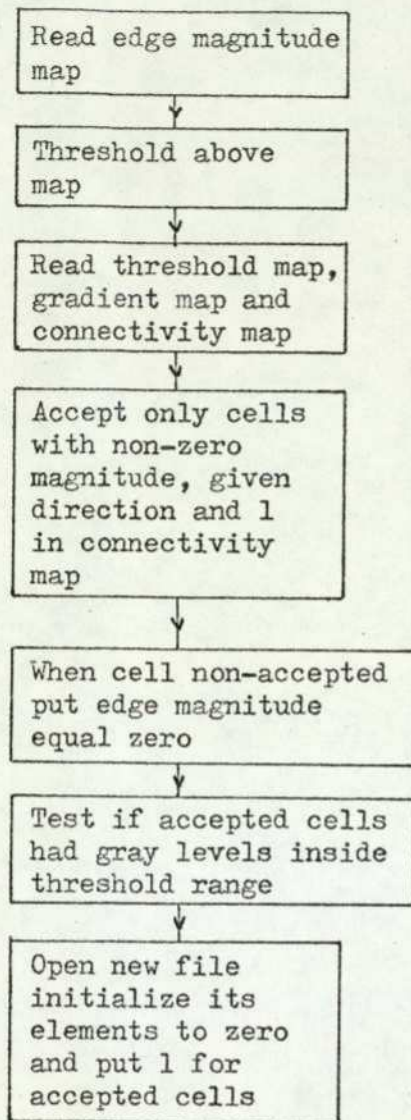 Read edge magnitude
map
Threshold above
map
Read threshold map,
gradient map and
connectivity map
Accept only cells
with non-zero
magnitude, given
direction and 1
in connectivity
map
When cell non-accepted
put edge magnitude
equal zero
Test if accepted cells
had gray levels inside
threshold range
Open new file
initialize its
elements to zero
and put 1 for
accepted cells